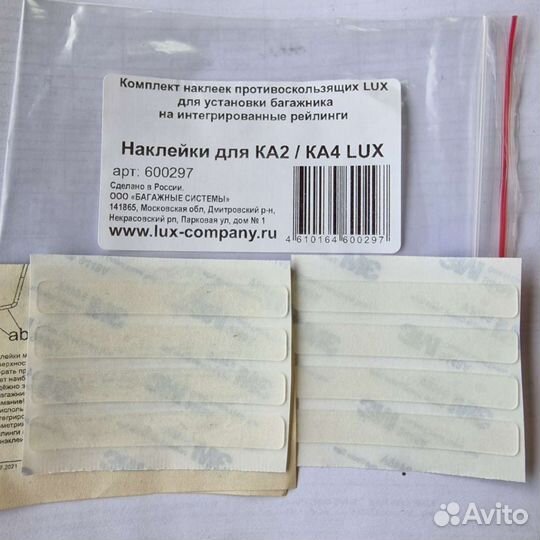 Комплект наклеек противоскользящих LUX
для установки багажника
на интегрированные рейлинги
Наклейки для КА2 / КА4 LUX
арт: 600297
Сделано в России.
ООО «БАГАЖНЫЕ СИСТЕМЫ»
141865, Московская обл, Дмитровский р-н,
Некрасовский рп, Парковая ул, дом № 1
www.lux-company.ru
4 610164 600297
3M
ab
Avito